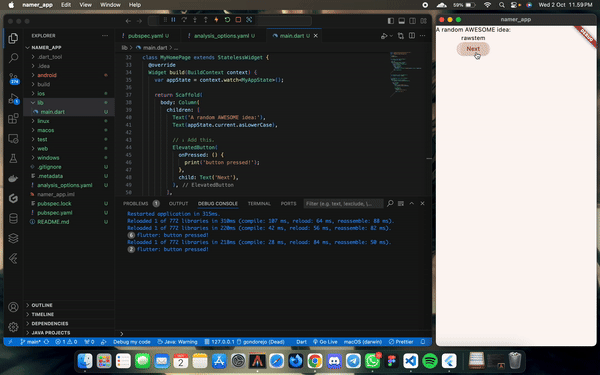 Code Edit View Window Help
59% Wed 2 Oct 11.59 PM
namer_app
EXPLORER
pubspec.yaml U
analysis_options.yaml U
main.dart U
NAMER_APP
.dart_tool
.idea
android
build
ios
lib
main.dart U
linux
macos
test
web
windows
.gitignore U
.metadata U
analysis_options.yaml U
namer_app.iml
pubspec.lock U
pubspec.yaml U
README.md U
OUTLINE
TIMELINE
DEPENDENCIES
JAVA PROJECTS
lib > main.dart > ...
32 class MyHomePage extends StatelessWidget {
33 @override
34 Widget build(BuildContext context) {
35 var appState = context.watch<MyAppState>();
36
37 return Scaffold(
38 body: Column(
39 children: [
40 Text('A random AWESOME idea:'),
41 Text(appState.current.asLowerCase),
42
43 // ↓ Add this.
44 ElevatedButton(
45 onPressed: () {
46 print('button pressed!');
47 },
48 child: Text('Next'),
49 ), // ElevatedButton
50 ],
PROBLEMS 1 OUTPUT DEBUG CONSOLE TERMINAL PORTS Filter (e.g. text, !exclude, \escape)
Restarted application in 315ms.
Reloaded 1 of 772 libraries in 310ms (compile: 107 ms, reload: 64 ms, reassemble: 88 ms).
Reloaded 1 of 772 libraries in 220ms (compile: 42 ms, reload: 56 ms, reassemble: 82 ms).
6 flutter: button pressed!
Reloaded 1 of 772 libraries in 218ms (compile: 28 ms, reload: 84 ms, reassemble: 50 ms).
2 flutter: button pressed!
main* 1 0 Debug my code Java: Warning 127.0.0.1 gondorejo (Dead) Dart Go Live macOS (darwin) Prettier
A random AWESOME idea:
rawstem
Next
DEBUG